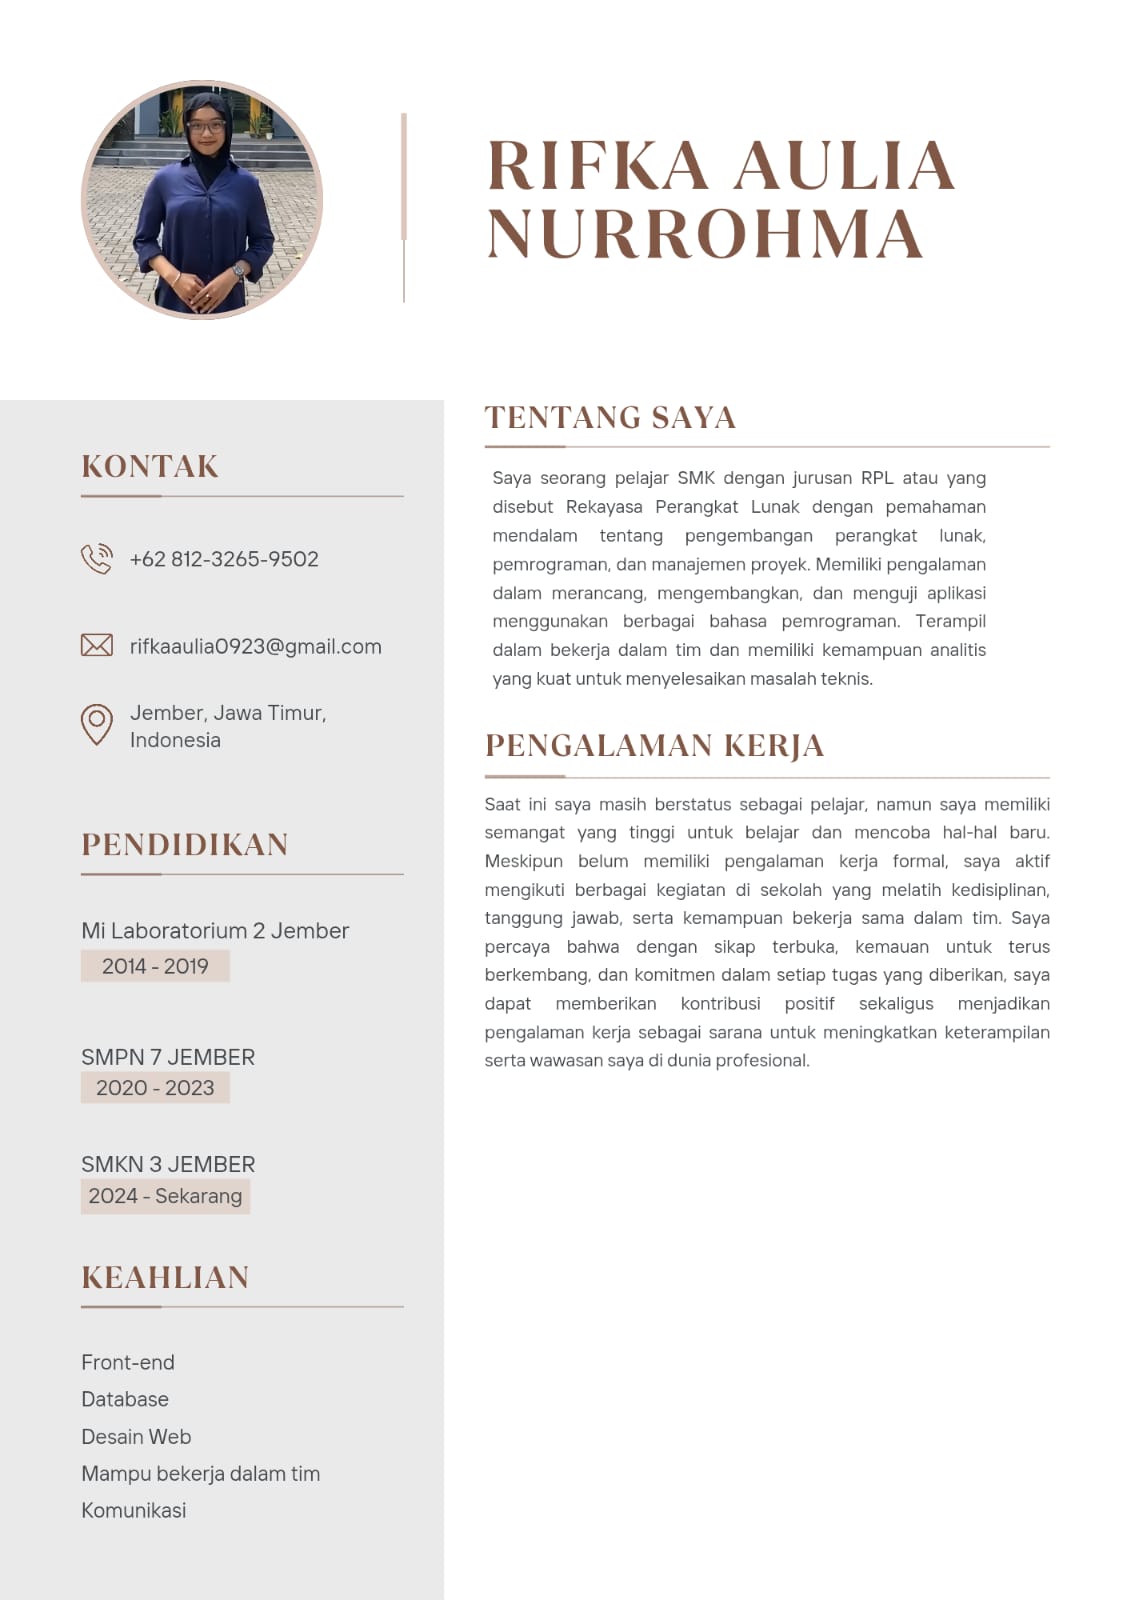 RIFKA AULIA
NURROHMA
KONTAK
+62 812-3265-9502
rifkaaulia0923@gmail.com
Jember, Jawa Timur,
Indonesia
PENDIDIKAN
Mi Laboratorium 2 Jember
2014 - 2019
SMPN 7 JEMBER
2020 - 2023
SMKN 3 JEMBER
2024 - Sekarang
KEAHLIAN
Front-end
Database
Desain Web
Mampu bekerja dalam tim
Komunikasi
TENTANG SAYA
Saya seorang pelajar SMK dengan jurusan RPL atau yang
disebut Rekayasa Perangkat Lunak dengan pemahaman
mendalam tentang pengembangan perangkat lunak,
pemrograman, dan manajemen proyek. Memiliki pengalaman
dalam merancang, mengembangkan, dan menguji aplikasi
menggunakan berbagai bahasa pemrograman. Terampil
dalam bekerja dalam tim dan memiliki kemampuan analitis
yang kuat untuk menyelesaikan masalah teknis.
PENGALAMAN KERJA
Saat ini saya masih berstatus sebagai pelajar, namun saya memiliki
semangat yang tinggi untuk belajar dan mencoba hal-hal baru.
Meskipun belum memiliki pengalaman kerja formal, saya aktif
mengikuti berbagai kegiatan di sekolah yang melatih kedisiplinan,
tanggung jawab, serta kemampuan bekerja sama dalam tim. Saya
percaya bahwa dengan sikap terbuka, kemauan untuk terus
berkembang, dan komitmen dalam setiap tugas yang diberikan, saya
dapat memberikan kontribusi positif sekaligus menjadikan
pengalaman kerja sebagai sarana untuk meningkatkan keterampilan
serta wawasan saya di dunia profesional.